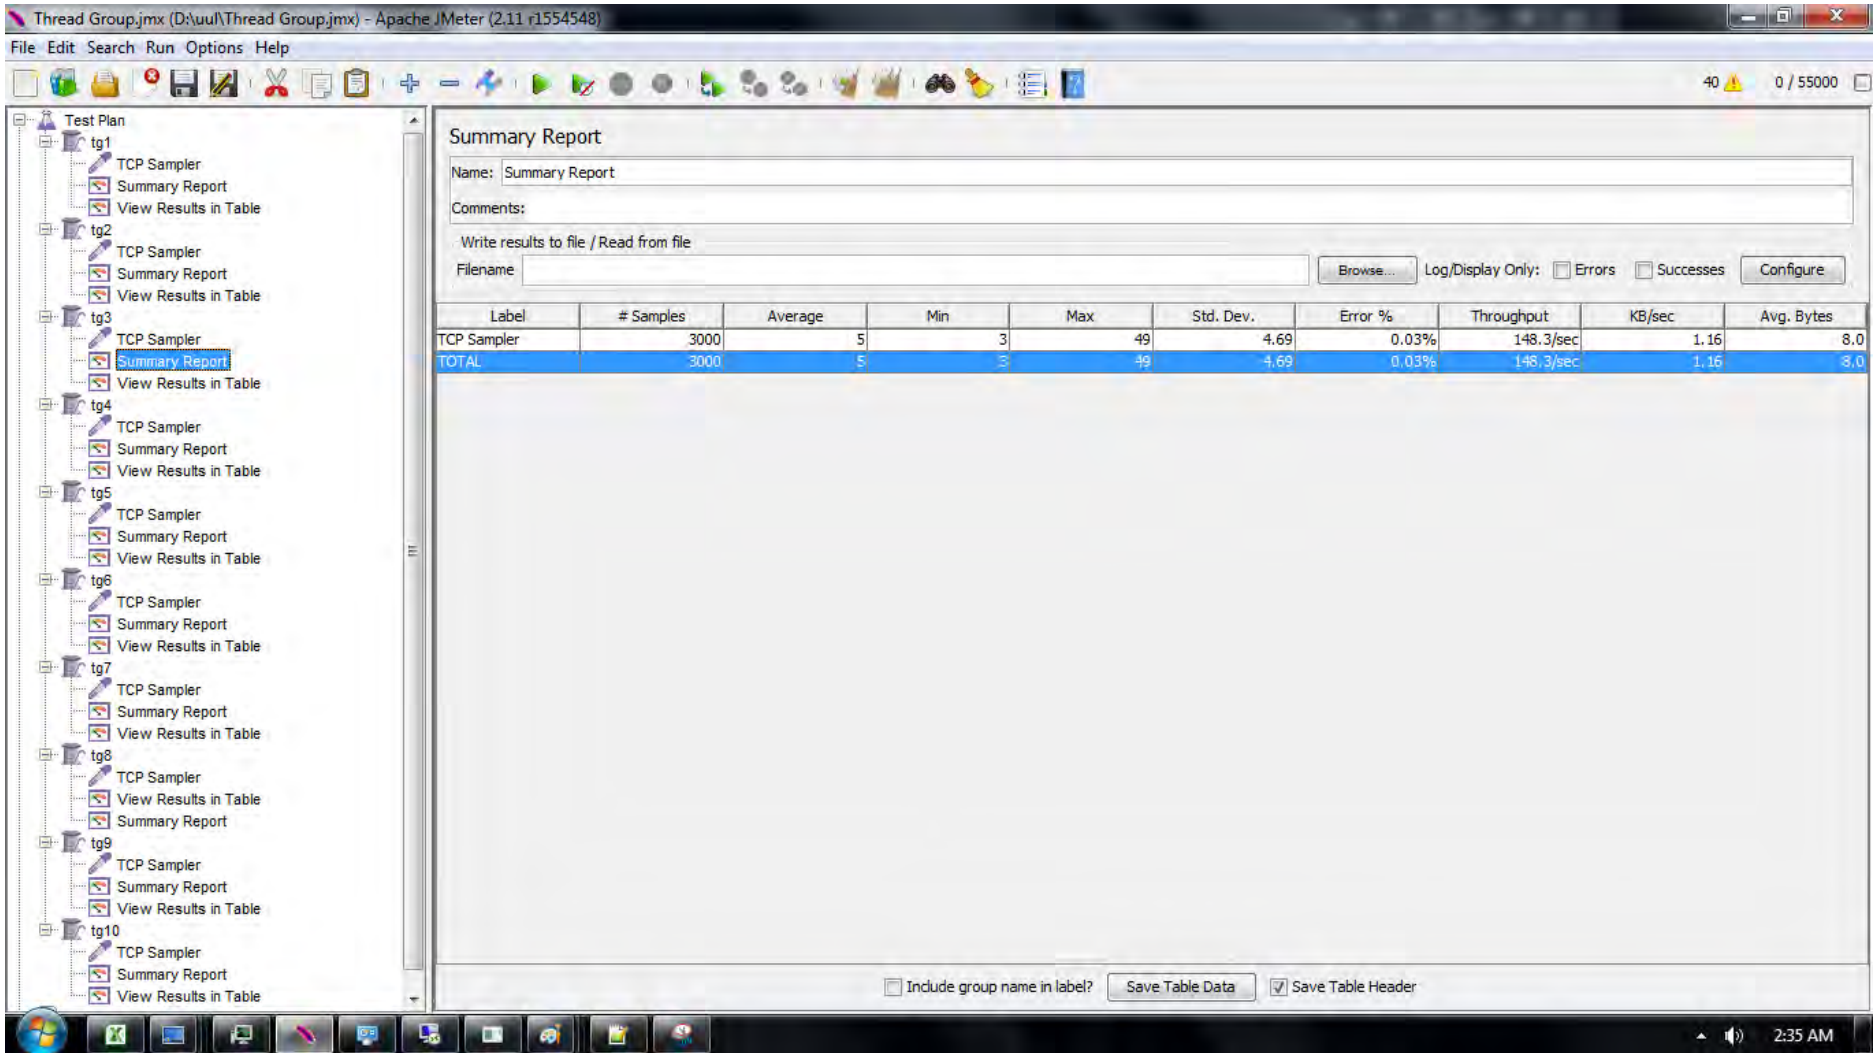 Thread Group.jmx (D:\uul\Thread Group.jmx) - Apache JMeter (2.11 r1554548)
File Edit Search Run Options Help
40 0 / 55000
Test Plan
tg1
TCP Sampler
Summary Report
View Results in Table
tg2
TCP Sampler
Summary Report
View Results in Table
tg3
TCP Sampler
Summary Report
View Results in Table
tg4
TCP Sampler
Summary Report
View Results in Table
tg5
TCP Sampler
Summary Report
View Results in Table
tg6
TCP Sampler
Summary Report
View Results in Table
tg7
TCP Sampler
Summary Report
View Results in Table
tg8
TCP Sampler
View Results in Table
Summary Report
tg9
TCP Sampler
Summary Report
View Results in Table
tg10
TCP Sampler
Summary Report
View Results in Table
Summary Report
Name: Summary Report
Comments:
Write results to file / Read from file
Filename Browse... Log/Display Only: Errors Successes Configure
Label # Samples Average Min Max Std. Dev. Error % Throughput KB/sec Avg. Bytes
TCP Sampler 3000 5 3 49 4.69 0.03% 148.3/sec 1.16 8.0
TOTAL 3000 5 3 49 4.69 0.03% 148.3/sec 1.16 8.0
Include group name in label? Save Table Data Save Table Header
2:35 AM